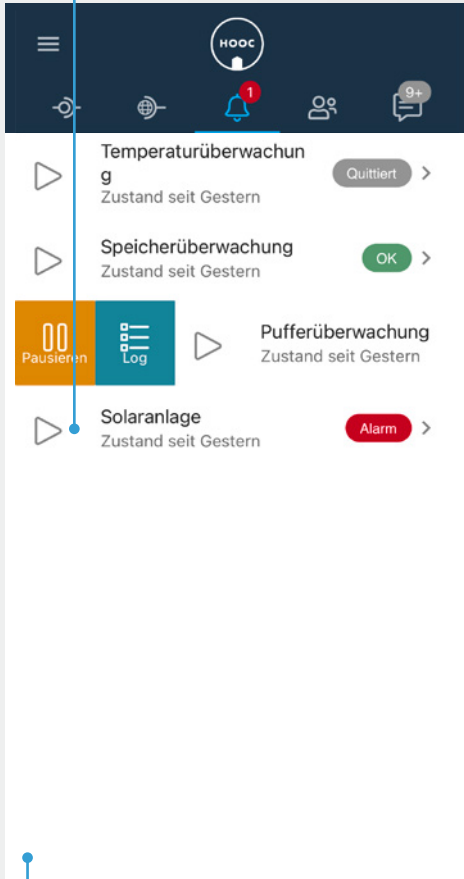 HOOC
1
9+
Temperaturüberwachun
g
Quittiert
Zustand seit Gestern
Speicherüberwachung
OK
Zustand seit Gestern
Pausieren
Log
Pufferüberwachung
Zustand seit Gestern
Solaranlage
Alarm
Zustand seit Gestern